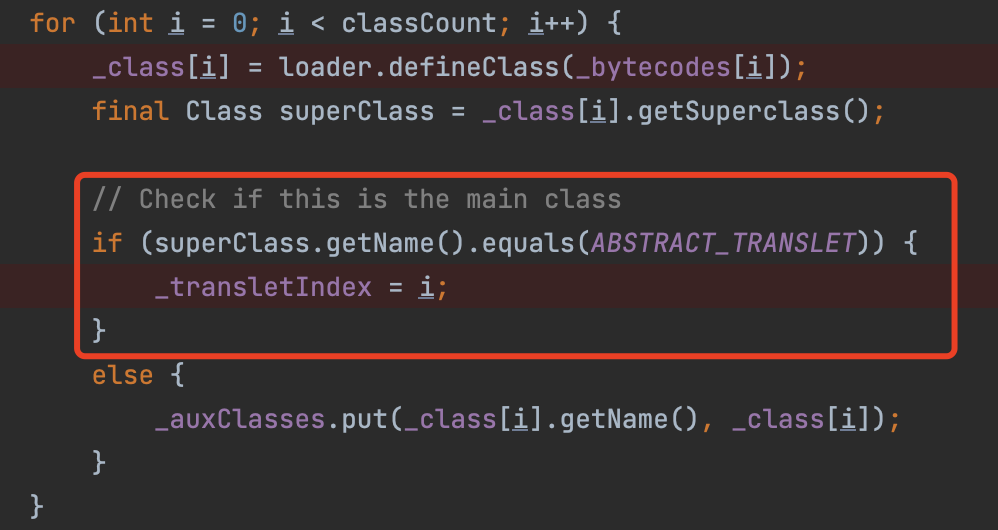 for (int i = 0; i < classCount; i++) {
_class[i] = loader.defineClass(_bytecodes[i]);
final Class superClass = _class[i].getSuperclass();
// Check if this is the main class
if (superClass.getName().equals(ABSTRACT_TRANSLET)) {
_transletIndex = i;
}
else {
_auxClasses.put(_class[i].getName(), _class[i]);
}
}